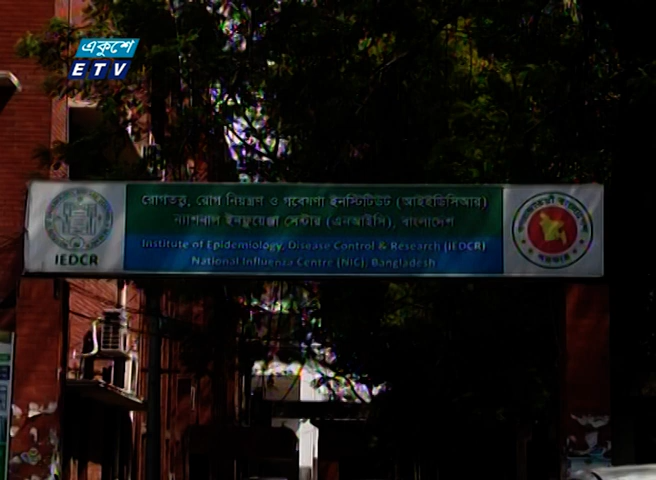 একুশে
ETV
রোগতত্ত্ব, রোগ নিয়ন্ত্রণ ও গবেষণা ইনস্টিটিউট (আইইডিসিআর)
ন্যাশনাল ইনফ্লুয়েঞ্জা সেন্টার (এনআইসি), বাংলাদেশ
Institute of Epidemiology, Disease Control & Research (IEDCR)
National Influenza Centre (NIC), Bangladesh
IEDCR